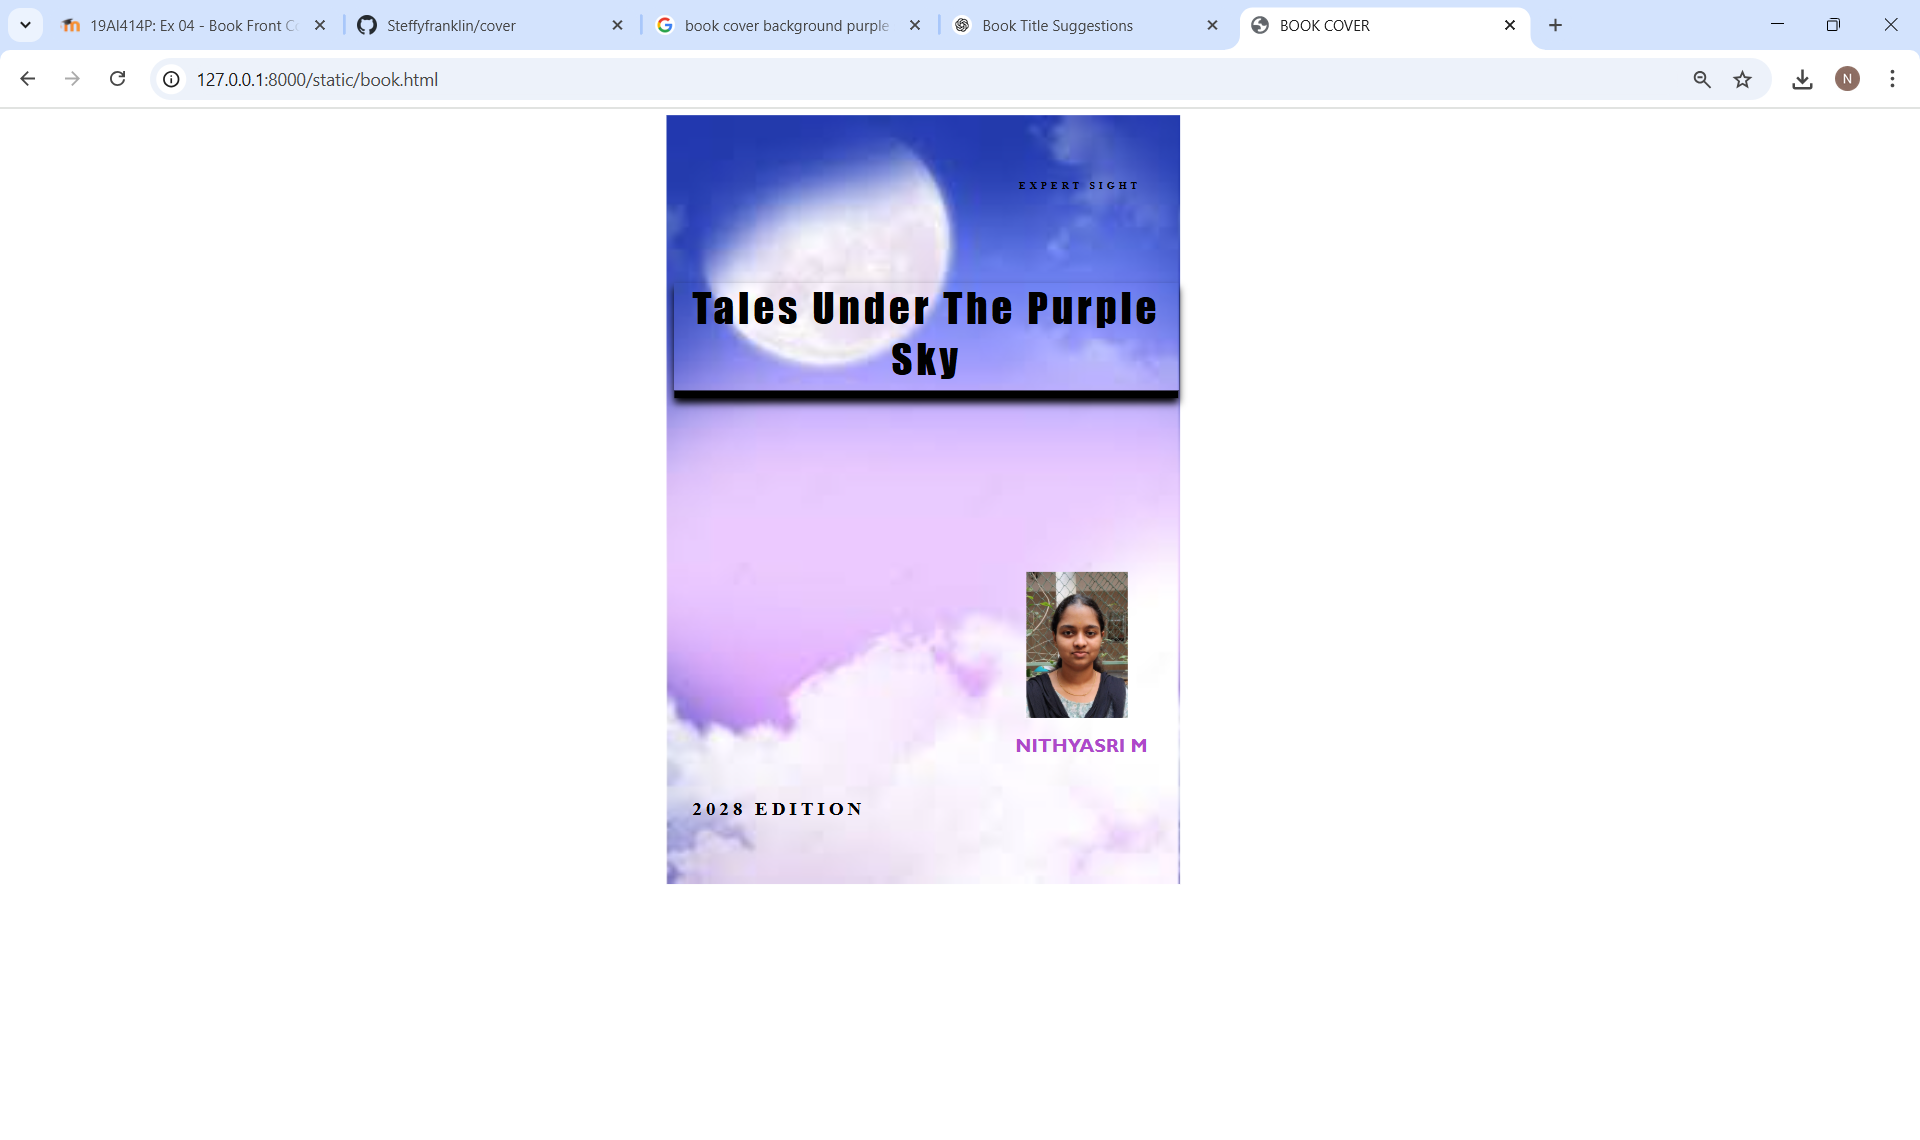 19AI414P: Ex 04 - Book Front Co
Steffyfranklin/cover
book cover background purple
Book Title Suggestions
BOOK COVER
127.0.0.1:8000/static/book.html
N
EXPERT SIGHT
Tales Under The Purple
Sky
NITHYASRI M
2028 EDITION